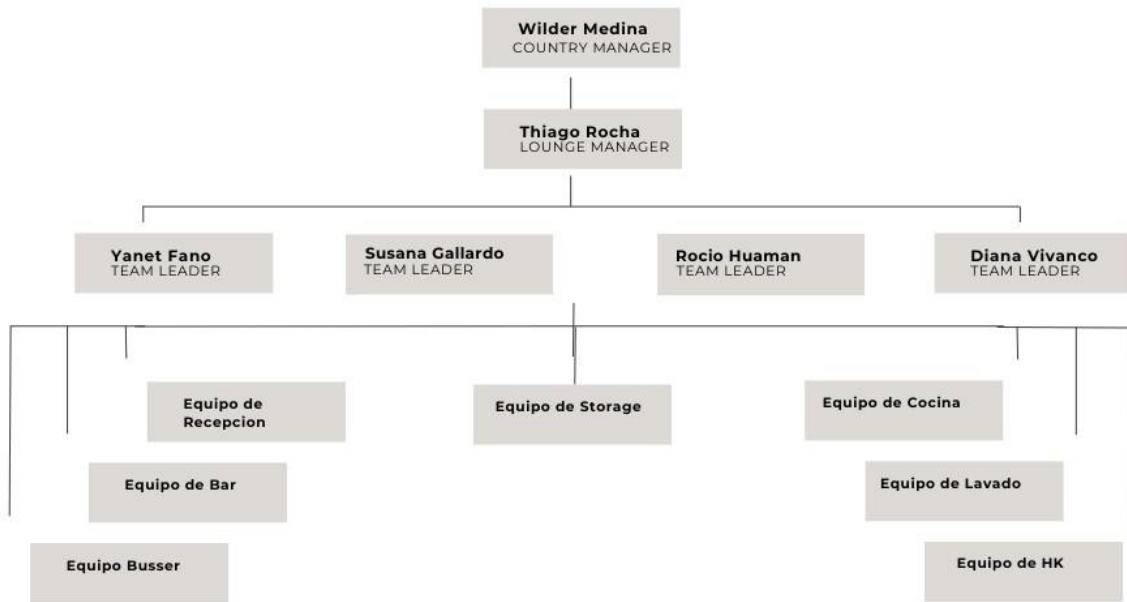 Wilder Medina
COUNTRY MANAGER
Thiago Rocha
LOUNGE MANAGER
Yanet Fano
TEAM LEADER
Susana Gallardo
TEAM LEADER
Rocio Huaman
TEAM LEADER
Diana Vivanco
TEAM LEADER
Equipo de
Recepcion
Equipo de Storage
Equipo de Cocina
Equipo de Bar
Equipo de Lavado
Equipo Busser
Equipo de HK